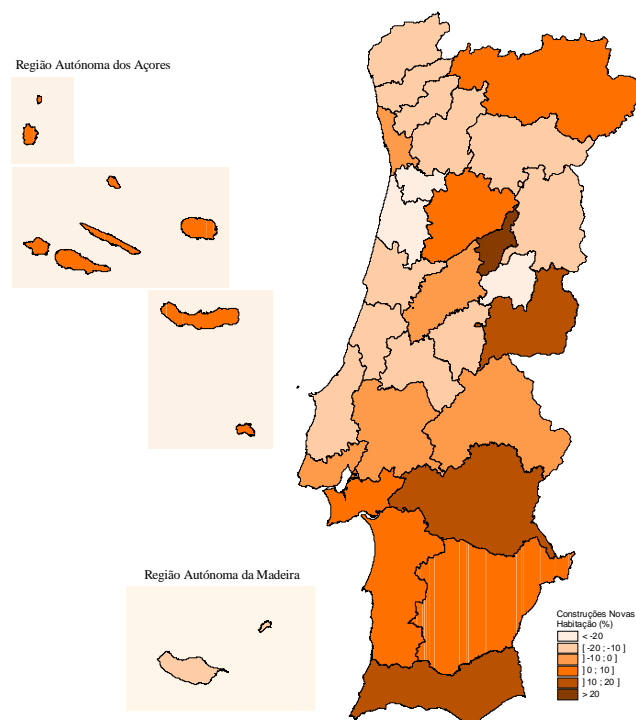 Região Autónoma dos Açores
Região Autónoma da Madeira
Construções Novas
Habitação (%)
< -20
[ -20 ; -10 ]
] -10 ; 0 ]
] 0 ; 10 ]
] 10 ; 20 ]
> 20